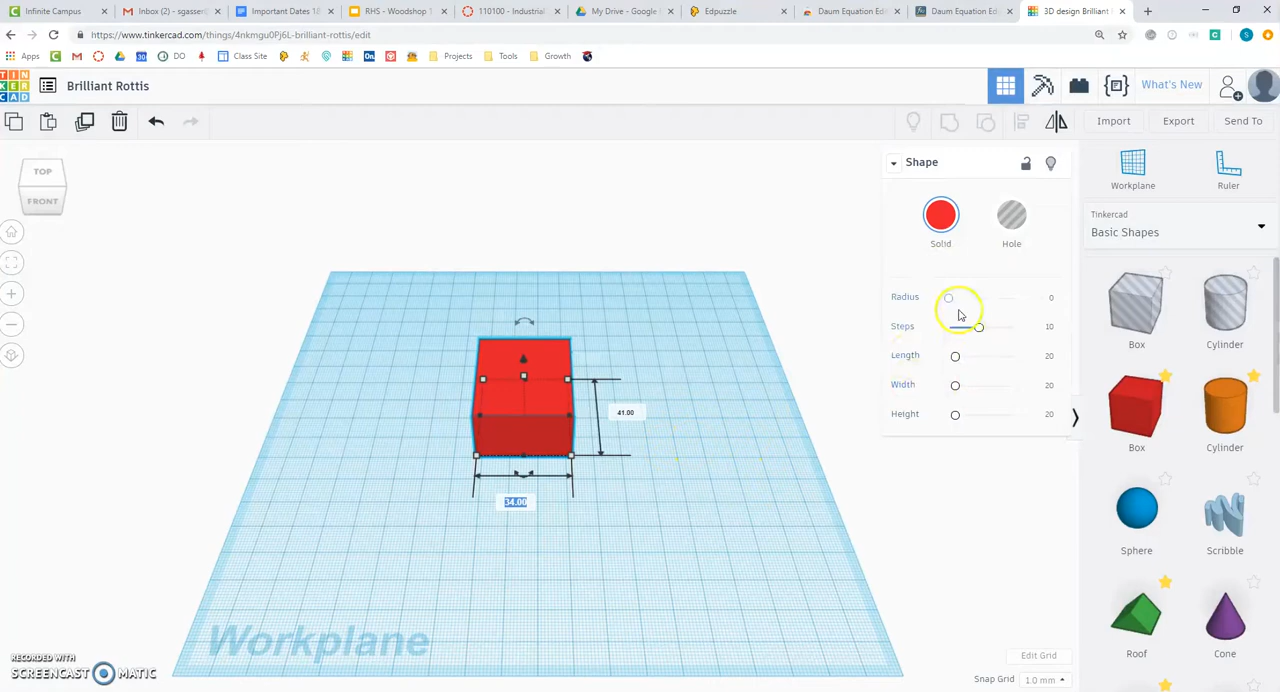 Infinite Campus
Inbox (2) - sgasser@
Important Dates 18
RHS - Woodshop 1
110100 - Industrial
My Drive - Google
Edpuzzle
Daum Equation Edi
Daum Equation Ed
3D design Brilliant
https://www.tinkercad.com/things/4nkmgu0Pj6L-brilliant-rottis/edit
Apps
DO
Class Site
Projects
Tools
Growth
TIN
KER
CAD
Brilliant Rottis
What's New
Import
Export
Send To
TOP
FRONT
Shape
Solid
Hole
Radius 0
Steps 10
Length 20
Width 20
Height 20
Workplane
Ruler
Tinkercad
Basic Shapes
Box
Cylinder
Box
Cylinder
Sphere
Scribble
Roof
Cone
41.00
34.00
Workplane
Edit Grid
Snap Grid 1.0 mm
RECORDED WITH
SCREENCAST MATIC